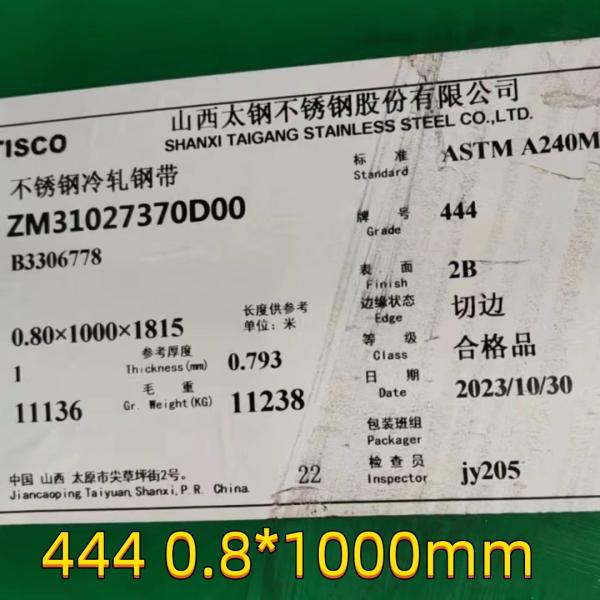 TISCO
山西太钢不锈钢股份有限公司
SHANXI TAIGANG STAINLESS STEEL CO.,LTD.
不锈钢冷轧钢带
ZM31027370D00
B3306778
标 准 ASTM A240M
Standard
牌 号 444
Grade
表 面 2B
Finish
0.80×1000×1815
长度供参考
单位：米
边缘状态 切边
Edge
1
参考厚度 0.793
Thickness(mm)
等 级 合格品
Class
11136
毛 重 11238
Gr. Weight(KG)
日 期 2023/10/30
Date
包装班组
Packager
中国 山西 太原市尖草坪街2号。
Jiancaoping Taiyuan,Shanxi,P.R. China.
22
检 查 员 jy205
Inspector
444 0.8*1000mm